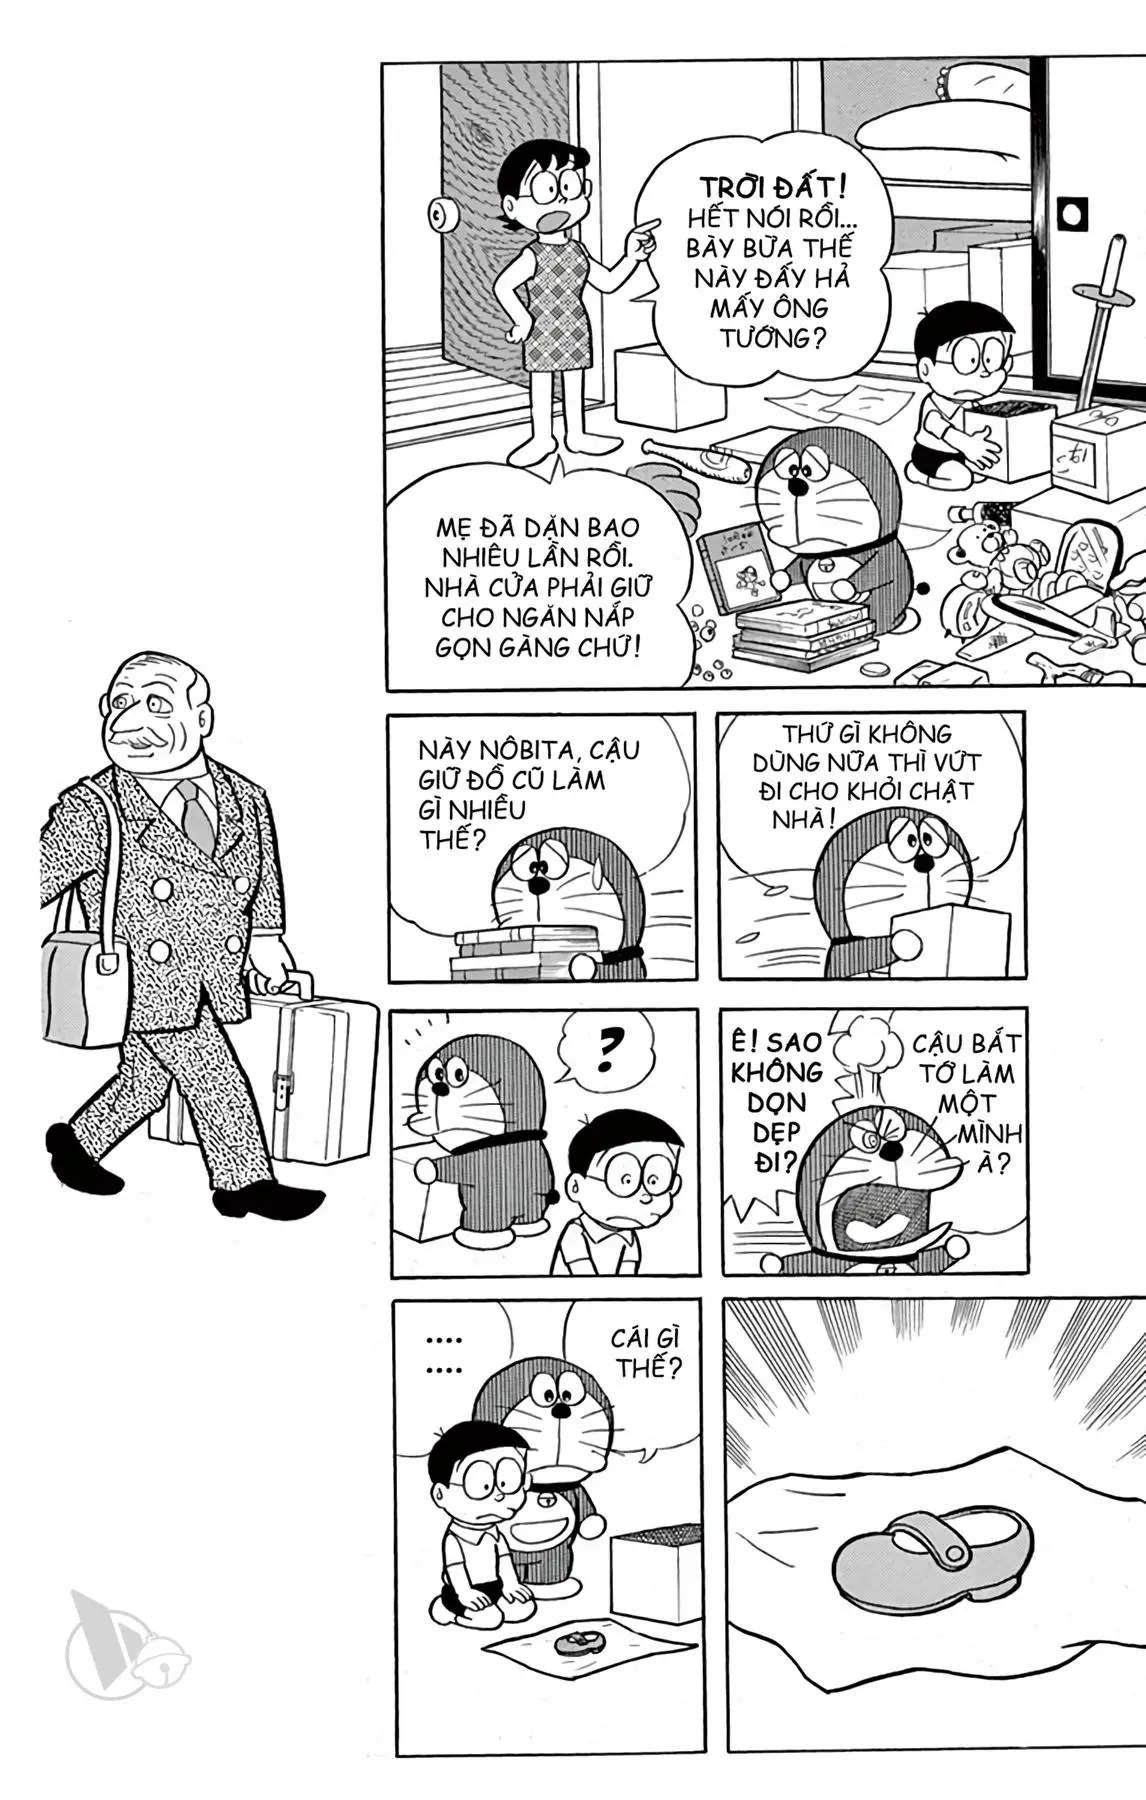 TRỜI ĐẤT!
HẾT NÓI RỒI...
BÀY BỪA THẾ
NÀY ĐẤY HẢ
MẤY ÔNG
TƯỚNG?
MẸ ĐÃ DẶN BAO
NHIÊU LẦN RỒI.
NHÀ CỬA PHẢI GIỮ
CHO NGĂN NẮP
GỌN GÀNG CHỨ!
NÀY NÔBITA, CẬU
GIỮ ĐỒ CŨ LÀM
GÌ NHIỀU
THẾ?
THỨ GÌ KHÔNG
DÙNG NỮA THÌ VỨT
ĐI CHO KHỎI CHẬT
NHÀ!
?
Ê! SAO
KHÔNG
DỌN
DẸP
ĐI?
CẬU BẮT
TỚ LÀM
MỘT
MÌNH
À?
....
....
CÁI GÌ
THẾ?